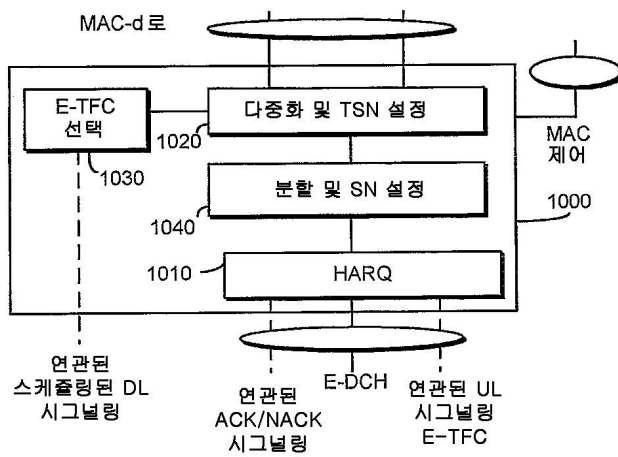 MAC-d로
E-TFC
선택
1030
1020
다중화 및 TSN 설정
MAC
제어
분할 및 SN 설정
1040
1000
1010
HARQ
연관된
스케쥴링된 DL
시그널링
연관된
ACK/NACK
시그널링
E-DCH
연관된 UL
시그널링
E-TFC